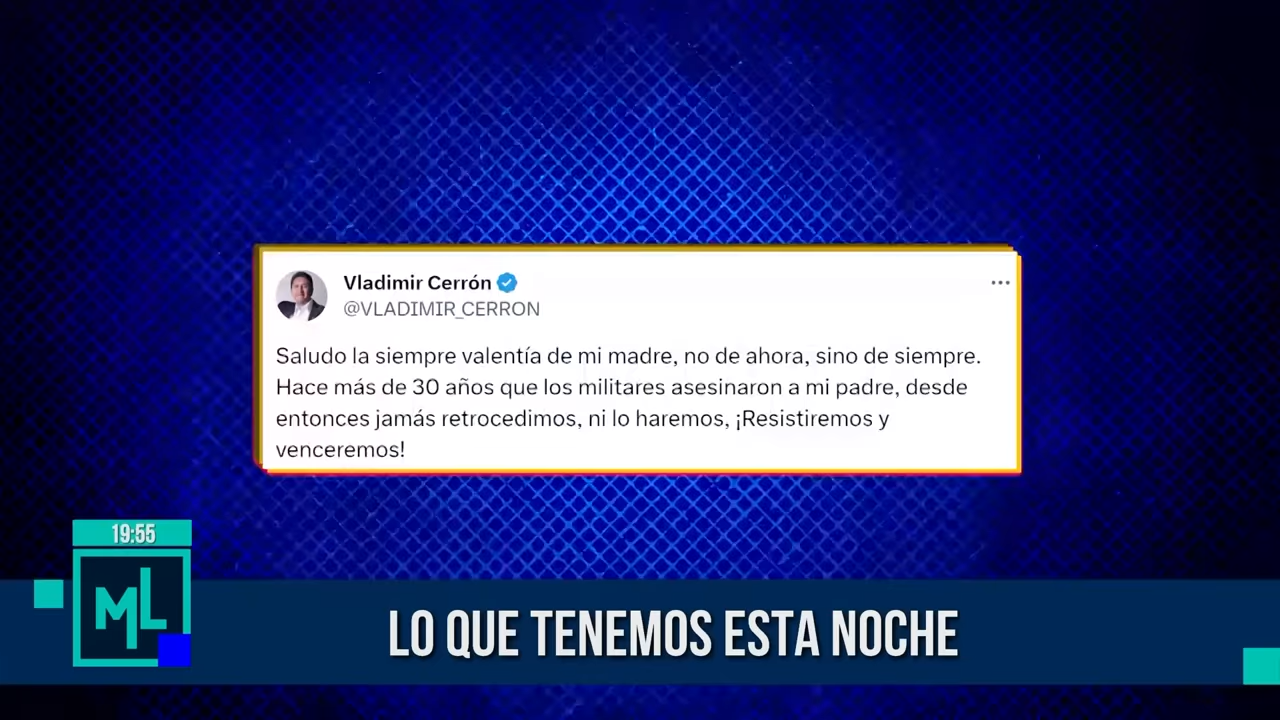 Vladimir Cerrón
@VLADIMIR_CERRON
Saludo la siempre valentía de mi madre, no de ahora, sino de siempre.
Hace más de 30 años que los militares asesinaron a mi padre, desde
entonces jamás retrocedimos, ni lo haremos, ¡Resistiremos y
venceremos!
19:55
ML
LO QUE TENEMOS ESTA NOCHE